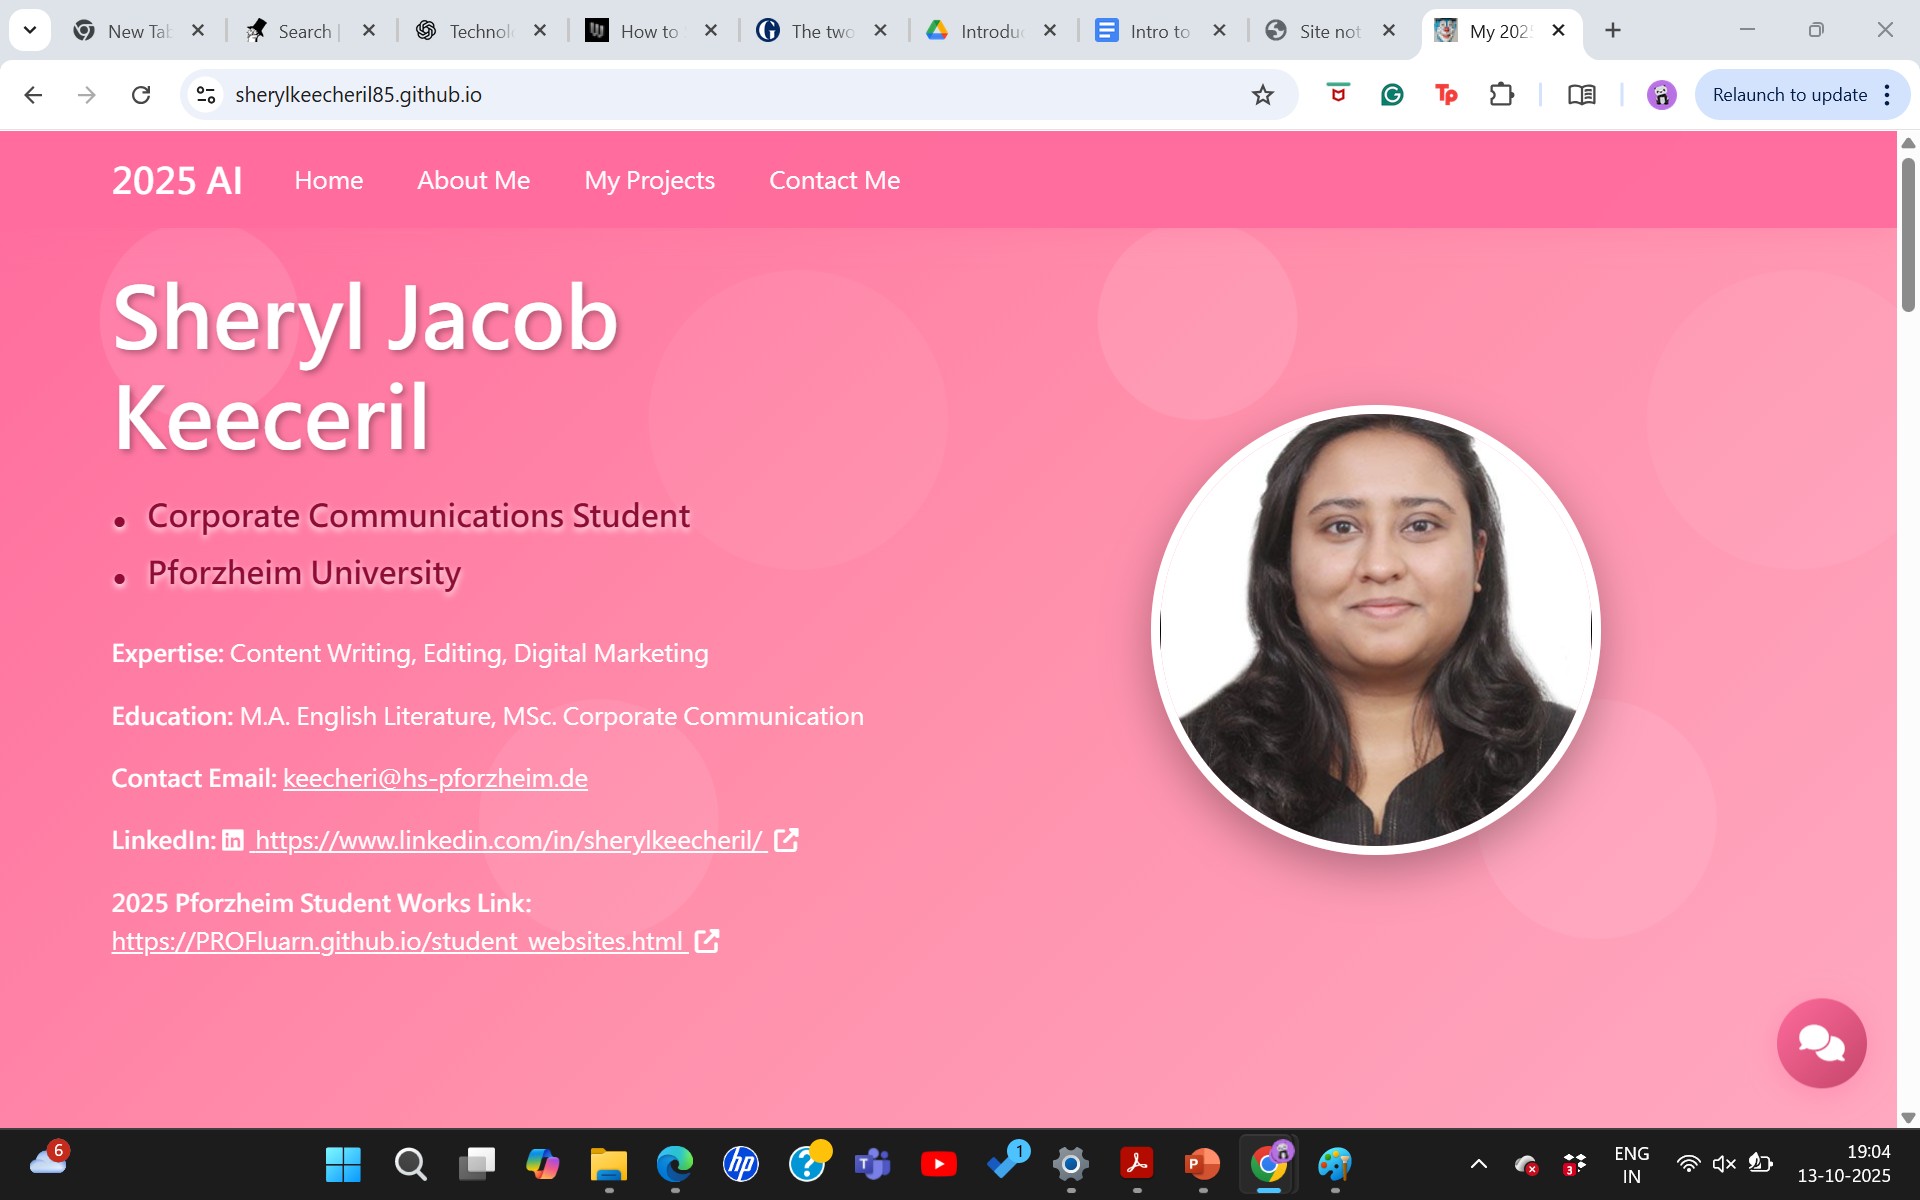 New Tab
Search |
Technol
How to
The two
Introdu
Intro to
Site not
My 202
sherylkeecheril85.github.io
Relaunch to update
2025 AI
Home
About Me
My Projects
Contact Me
Sheryl Jacob
Keeceril
• Corporate Communications Student
• Pforzheim University
Expertise: Content Writing, Editing, Digital Marketing
Education: M.A. English Literature, MSc. Corporate Communication
Contact Email: keecheri@hs-pforzheim.de
LinkedIn: in https://www.linkedin.com/in/sherylkeecheril/
2025 Pforzheim Student Works Link:
https://PROFluarn.github.io/student_websites.html
6
1
3
ENG
IN
19:04
13-10-2025